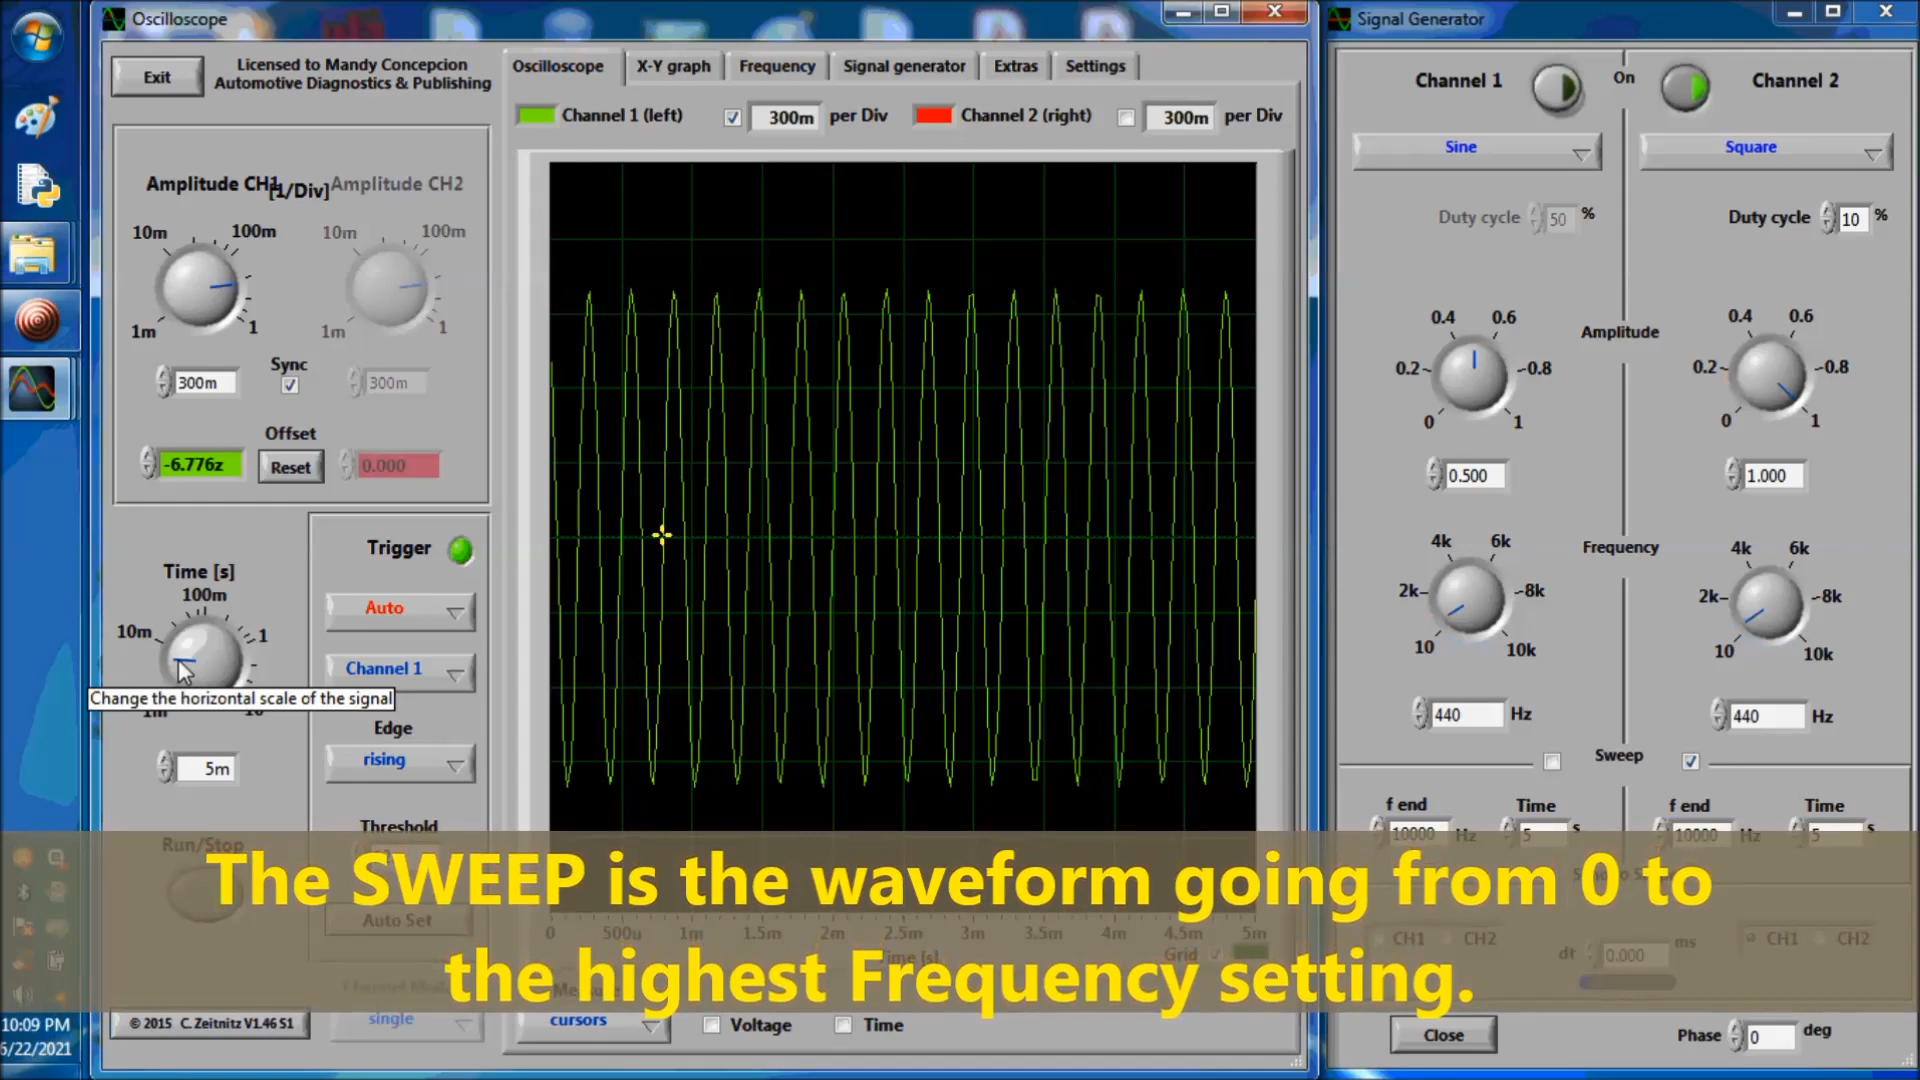 Oscilloscope
Exit
Licensed to Mandy Concepcion
Automotive Diagnostics & Publishing
Oscilloscope
X-Y graph
Frequency
Signal generator
Extras
Settings
Channel 1 (left)
300m
per Div
Channel 2 (right)
300m
per Div
Amplitude CH1
[1/Div]
Amplitude CH2
10m
100m
1m
1
10m
100m
1m
1
300m
Sync
300m
Offset
-6.776z
Reset
0.000
Time [s]
100m
10m
1
Change the horizontal scale of the signal
1m
10
5m
Trigger
Auto
Channel 1
Edge
rising
Threshold
Run/Stop
Auto Set
0
500u
1m
1.5m
2m
2.5m
3m
3.5m
4m
4.5m
5m
Time [s]
Grid
The SWEEP is the waveform going from 0 to
the highest Frequency setting.
© 2015 C.Zeitnitz V1.46 S1
single
cursors
Voltage
Time
10:09 PM
6/22/2021
Signal Generator
Channel 1
On
Channel 2
Sine
Square
Duty cycle
50
%
Duty cycle
10
%
Amplitude
0.4
0.6
0.2
0.8
0
1
0.4
0.6
0.2
0.8
0
1
0.500
1.000
Frequency
4k
6k
2k
8k
10
10k
4k
6k
2k
8k
10
10k
440
Hz
440
Hz
Sweep
f end
Time
f end
Time
10000
Hz
5
s
10000
Hz
5
s
CH1
CH2
dt
0.000
ms
CH1
CH2
Close
Phase
0
deg